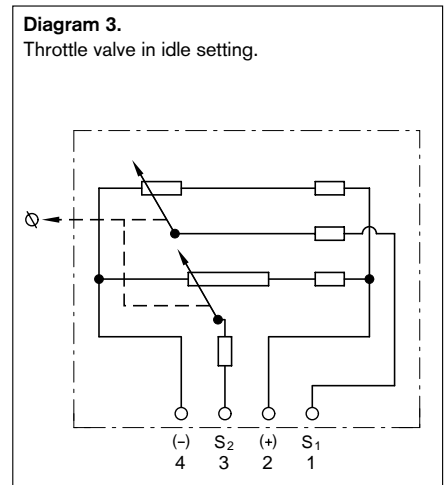 Diagram 3.
Throttle valve in idle setting.
(–) S₂ (+) S₁
4 3 2 1